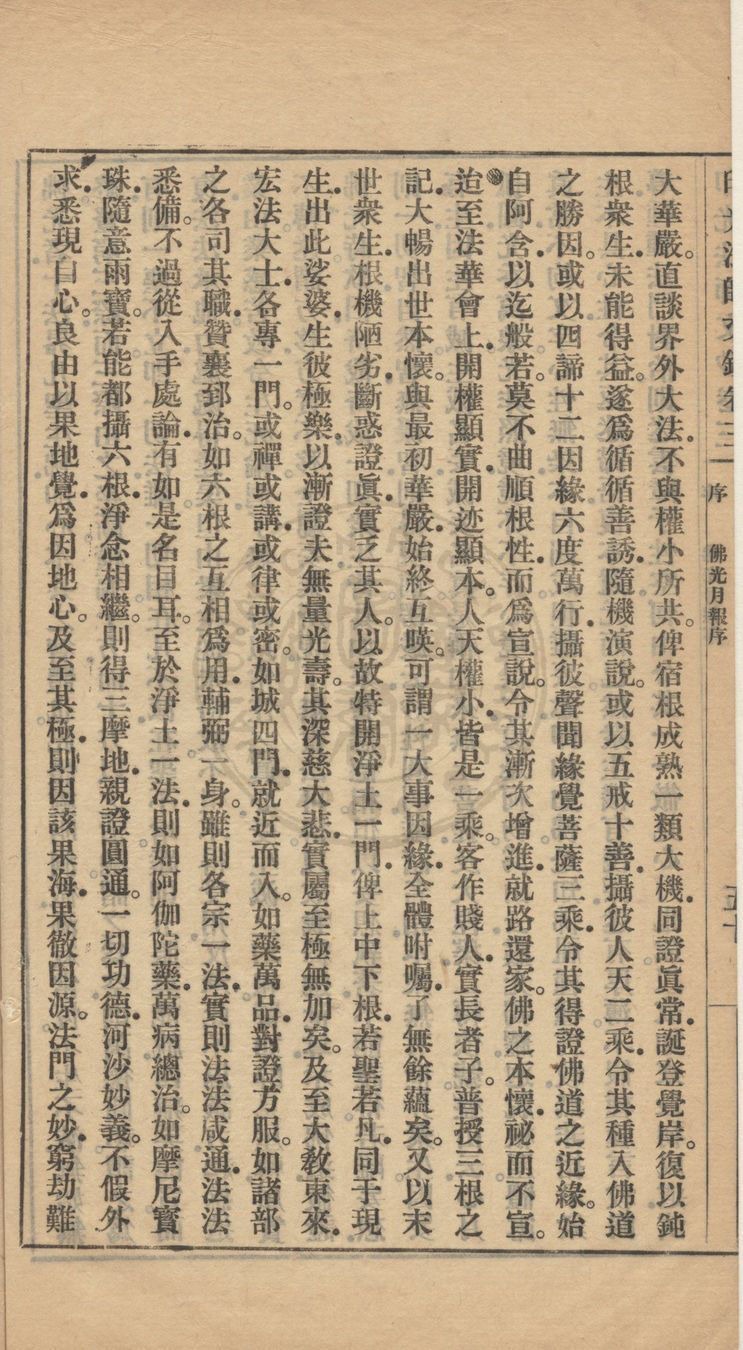 序　佛光月報序
大華嚴。直談界外大法。不與權小所共。俾宿根成熟一類大機。同證眞常。誕登覺岸。復以鈍
根衆生。未能得益。遂爲循循善誘。隨機演說。或以五戒十善。攝彼人天二乘。令其種入佛道
之勝因。或以四諦十二因緣六度萬行。攝彼聲聞緣覺菩薩三乘。令其得證佛道之近緣。始
自阿含。以迄般若。莫不曲順根性。而爲宣說。令其漸次增進。就路還家。佛之本懷。祕而不宣。
迨至法華會上。開權顯實。開迹顯本。人天權小。皆是一乘。客作賤人。實長者子。普授三根之
記。大暢出世本懷。與最初華嚴。始終互暎。可謂一大事因緣。全體咐囑。了無餘蘊矣。又以末
世衆生。根機陋劣。斷惑證眞。實乏其人。以故特開淨土一門。俾上中下根。若聖若凡。同于現
生。出此娑婆。生彼極樂。以漸證夫無量光壽。其深慈大悲。實屬至極無加矣。及至大敎東來。
宏法大士。各專一門。或禪或講。或律或密。如城四門。就近而入。如藥萬品。對證方服。如諸部
之各司其職。贊襄郅治。如六根之互相爲用。輔弼一身。雖則各宗一法。實則法法咸通。法法
悉備。不過從入手處論。有如是名目耳。至於淨土一法。則如阿伽陀藥。萬病總治。如摩尼寶
珠。隨意雨寶。若能都攝六根。淨念相繼。則得三摩地。親證圓通。一切功德。河沙妙義。不假外
求。悉現自心。良由以果地覺。爲因地心。及至其極。則因該果海。果徹因源。法門之妙。窮劫難